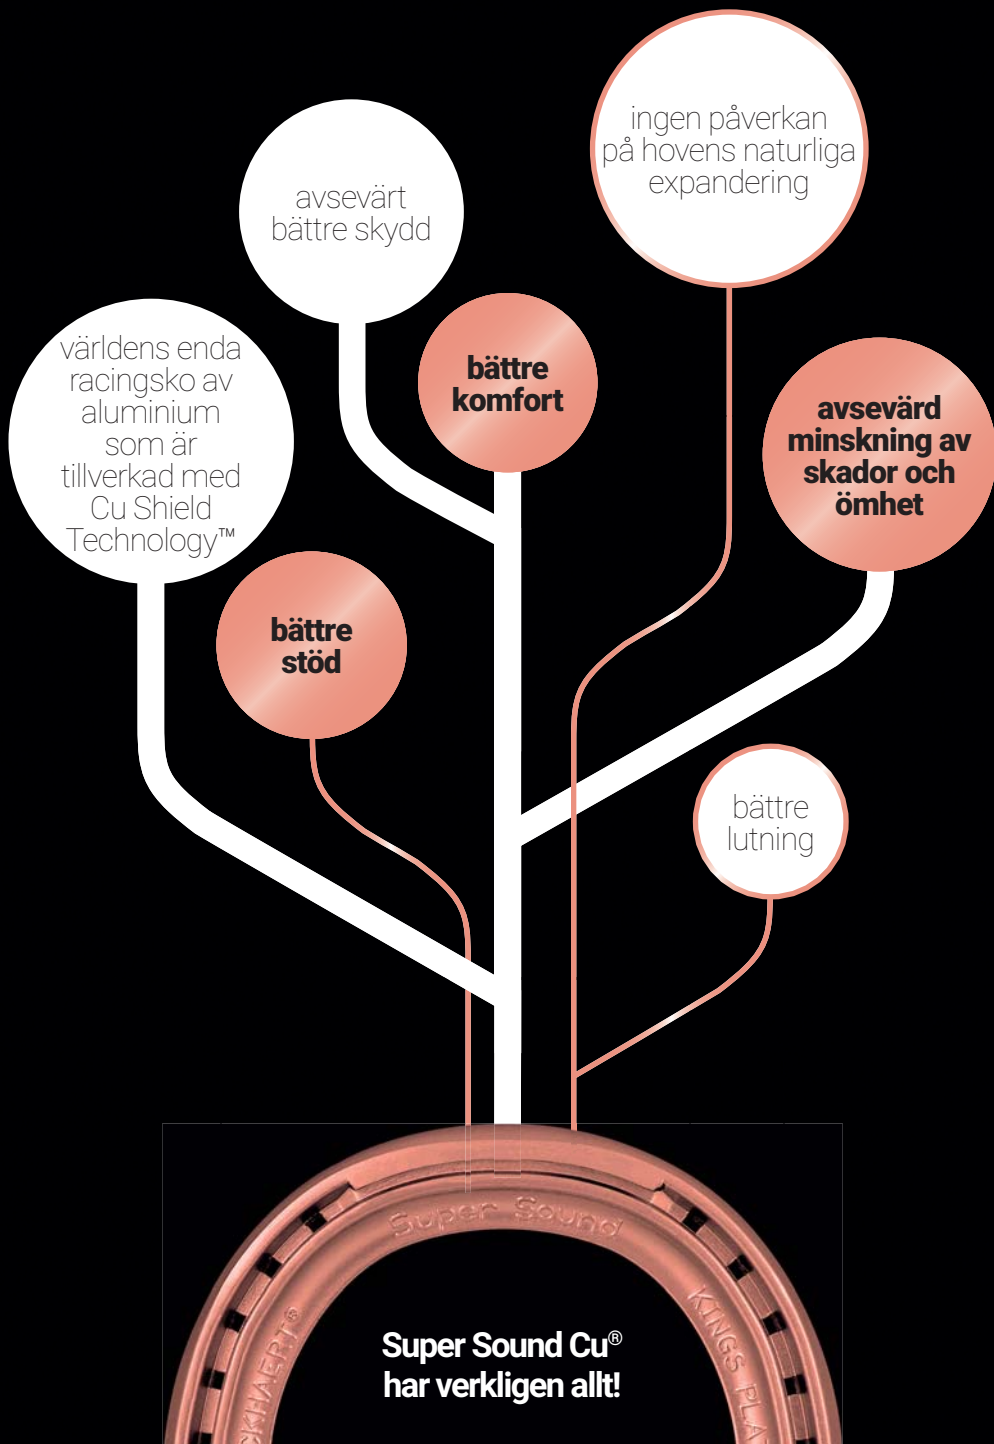 ingen påverkan
på hovens naturliga
expandering
avsevärt
bättre skydd
världens enda
racingsko av
aluminium
som är
tillverkad med
Cu Shield
Technology™
bättre
komfort
avsevärd
minskning av
skador och
ömhet
bättre
stöd
bättre
lutning
Super Sound
KINGS
Super Sound Cu®
har verkligen allt!